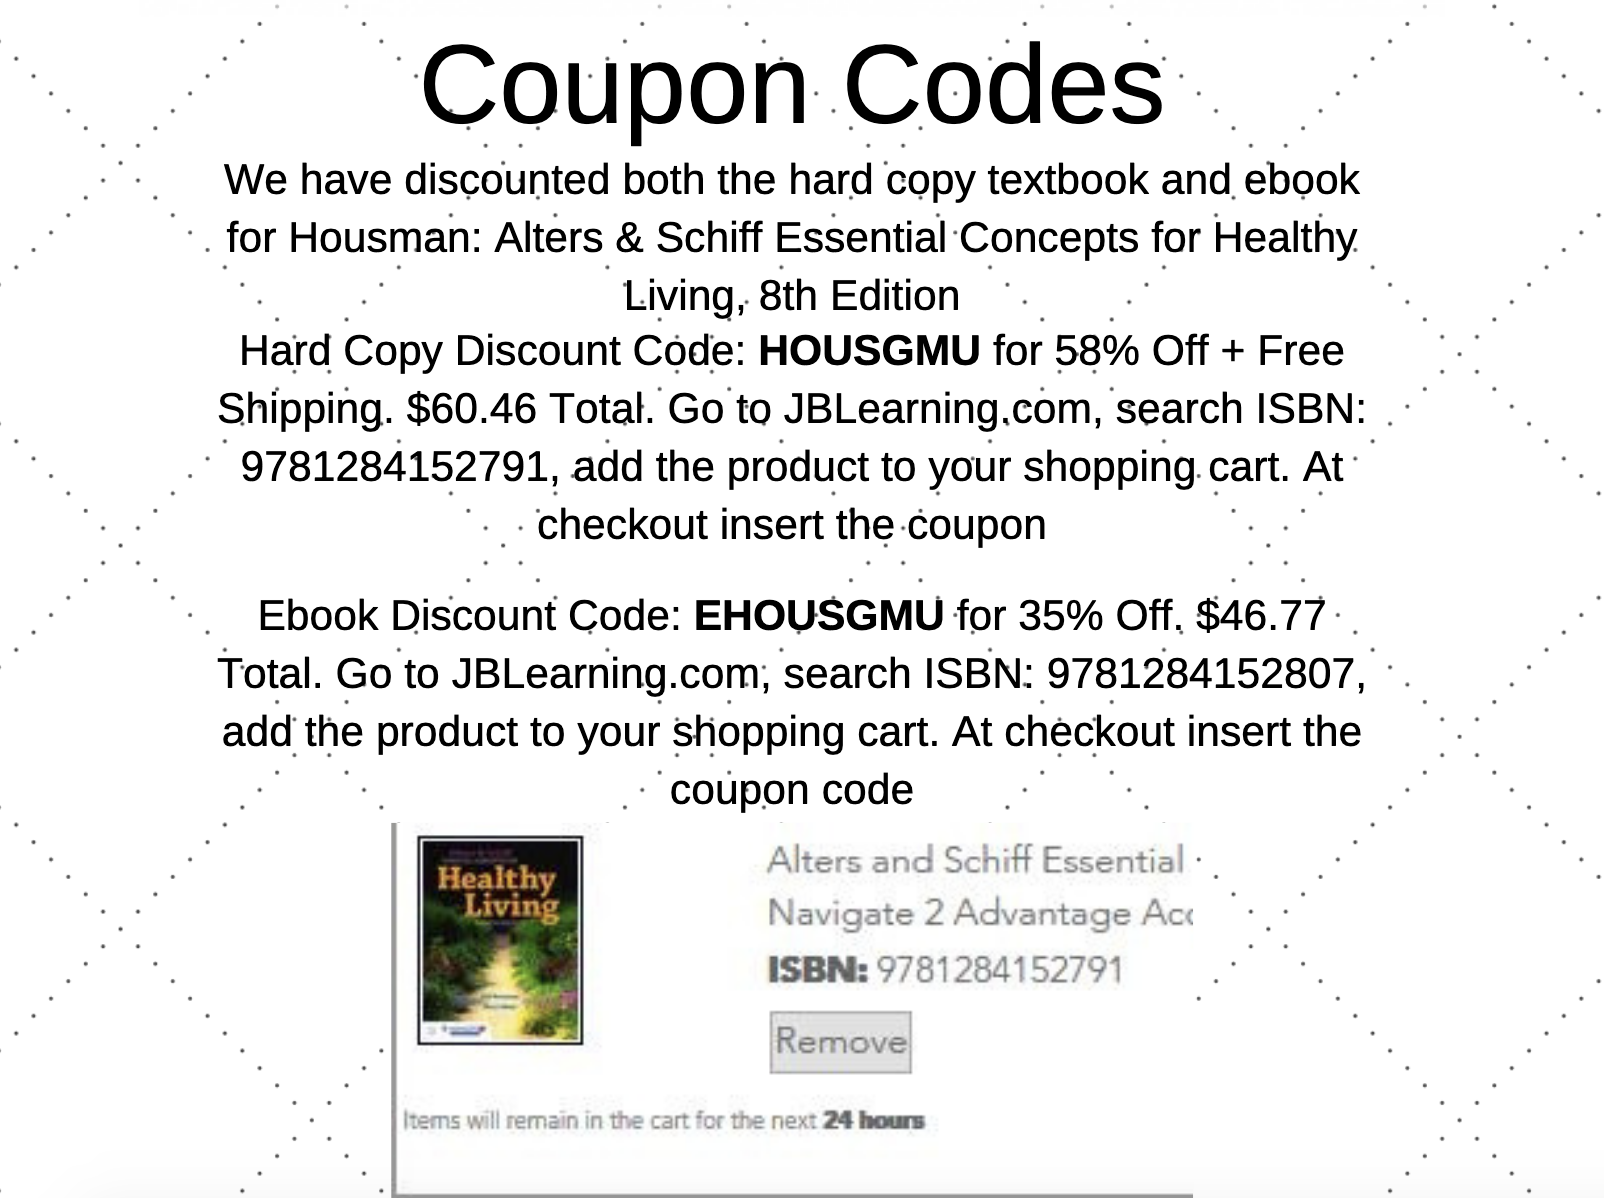 Coupon Codes
We have discounted both the hard copy textbook and ebook
for Housman: Alters & Schiff Essential Concepts for Healthy
Living, 8th Edition
Hard Copy Discount Code: HOUSGMU for 58% Off + Free
Shipping. $60.46 Total. Go to JBLearning.com, search ISBN:
9781284152791, add the product to your shopping cart. At
checkout insert the coupon
Ebook Discount Code: EHOUSGMU for 35% Off. $46.77
Total. Go to JBLearning.com, search ISBN: 9781284152807,
add the product to your shopping cart. At checkout insert the
coupon code
Healthy
Living
Alters and Schiff Essential
Navigate 2 Advantage Acc
ISBN: 9781284152791
Remove
Items will remain in the cart for the next 24 hours